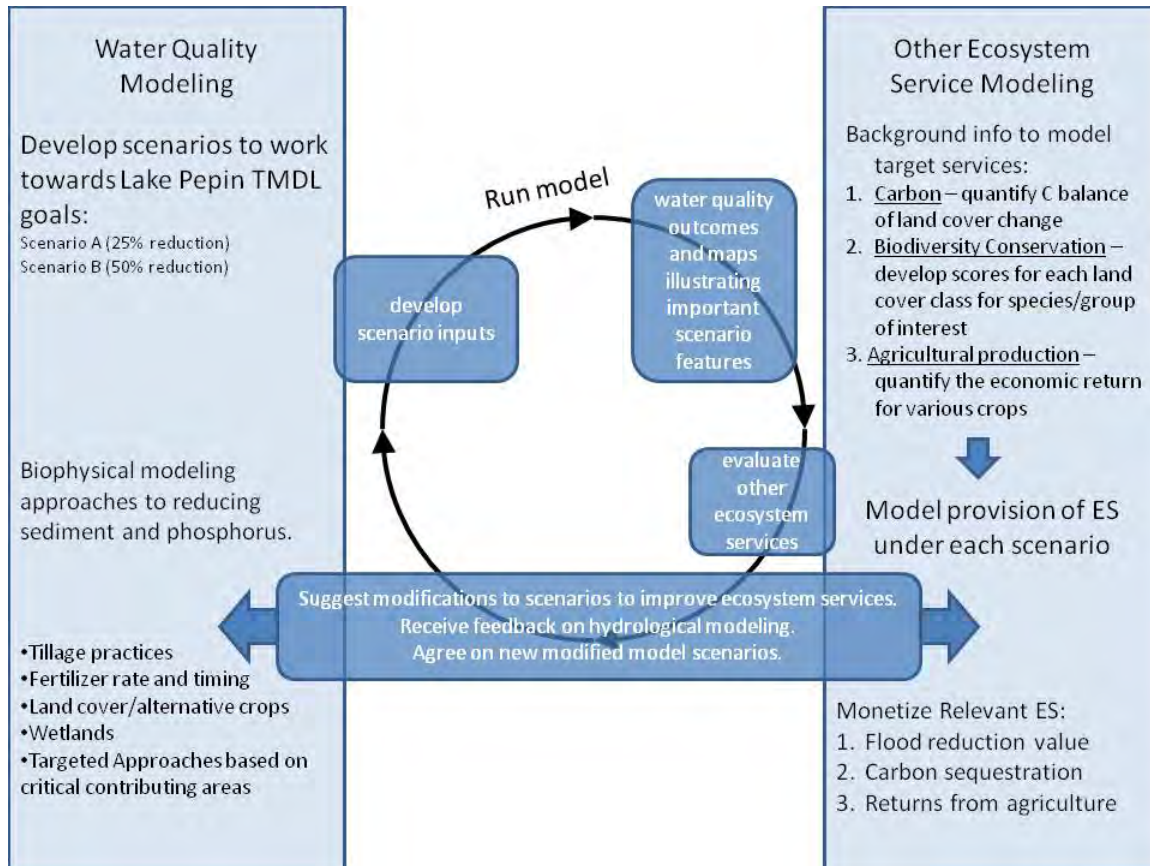 Water Quality
Modeling
Develop scenarios to work
towards Lake Pepin TMDL
goals:
Scenario A (25% reduction)
Scenario B (50% reduction)
Biophysical modeling
approaches to reducing
sediment and phosphorus.
•Tillage practices
•Fertilizer rate and timing
•Land cover/alternative crops
•Wetlands
•Targeted Approaches based on
critical contributing areas
Run model
develop
scenario inputs
water quality
outcomes
and maps
illustrating
important
scenario
features
evaluate
other
ecosystem
services
Suggest modifications to scenarios to improve ecosystem services.
Receive feedback on hydrological modeling.
Agree on new modified model scenarios.
Other Ecosystem
Service Modeling
Background info to model
target services:
1. Carbon – quantify C balance
of land cover change
2. Biodiversity Conservation –
develop scores for each land
cover class for species/group
of interest
3. Agricultural production –
quantify the economic return
for various crops
Model provision of ES
under each scenario
Monetize Relevant ES:
1. Flood reduction value
2. Carbon sequestration
3. Returns from agriculture